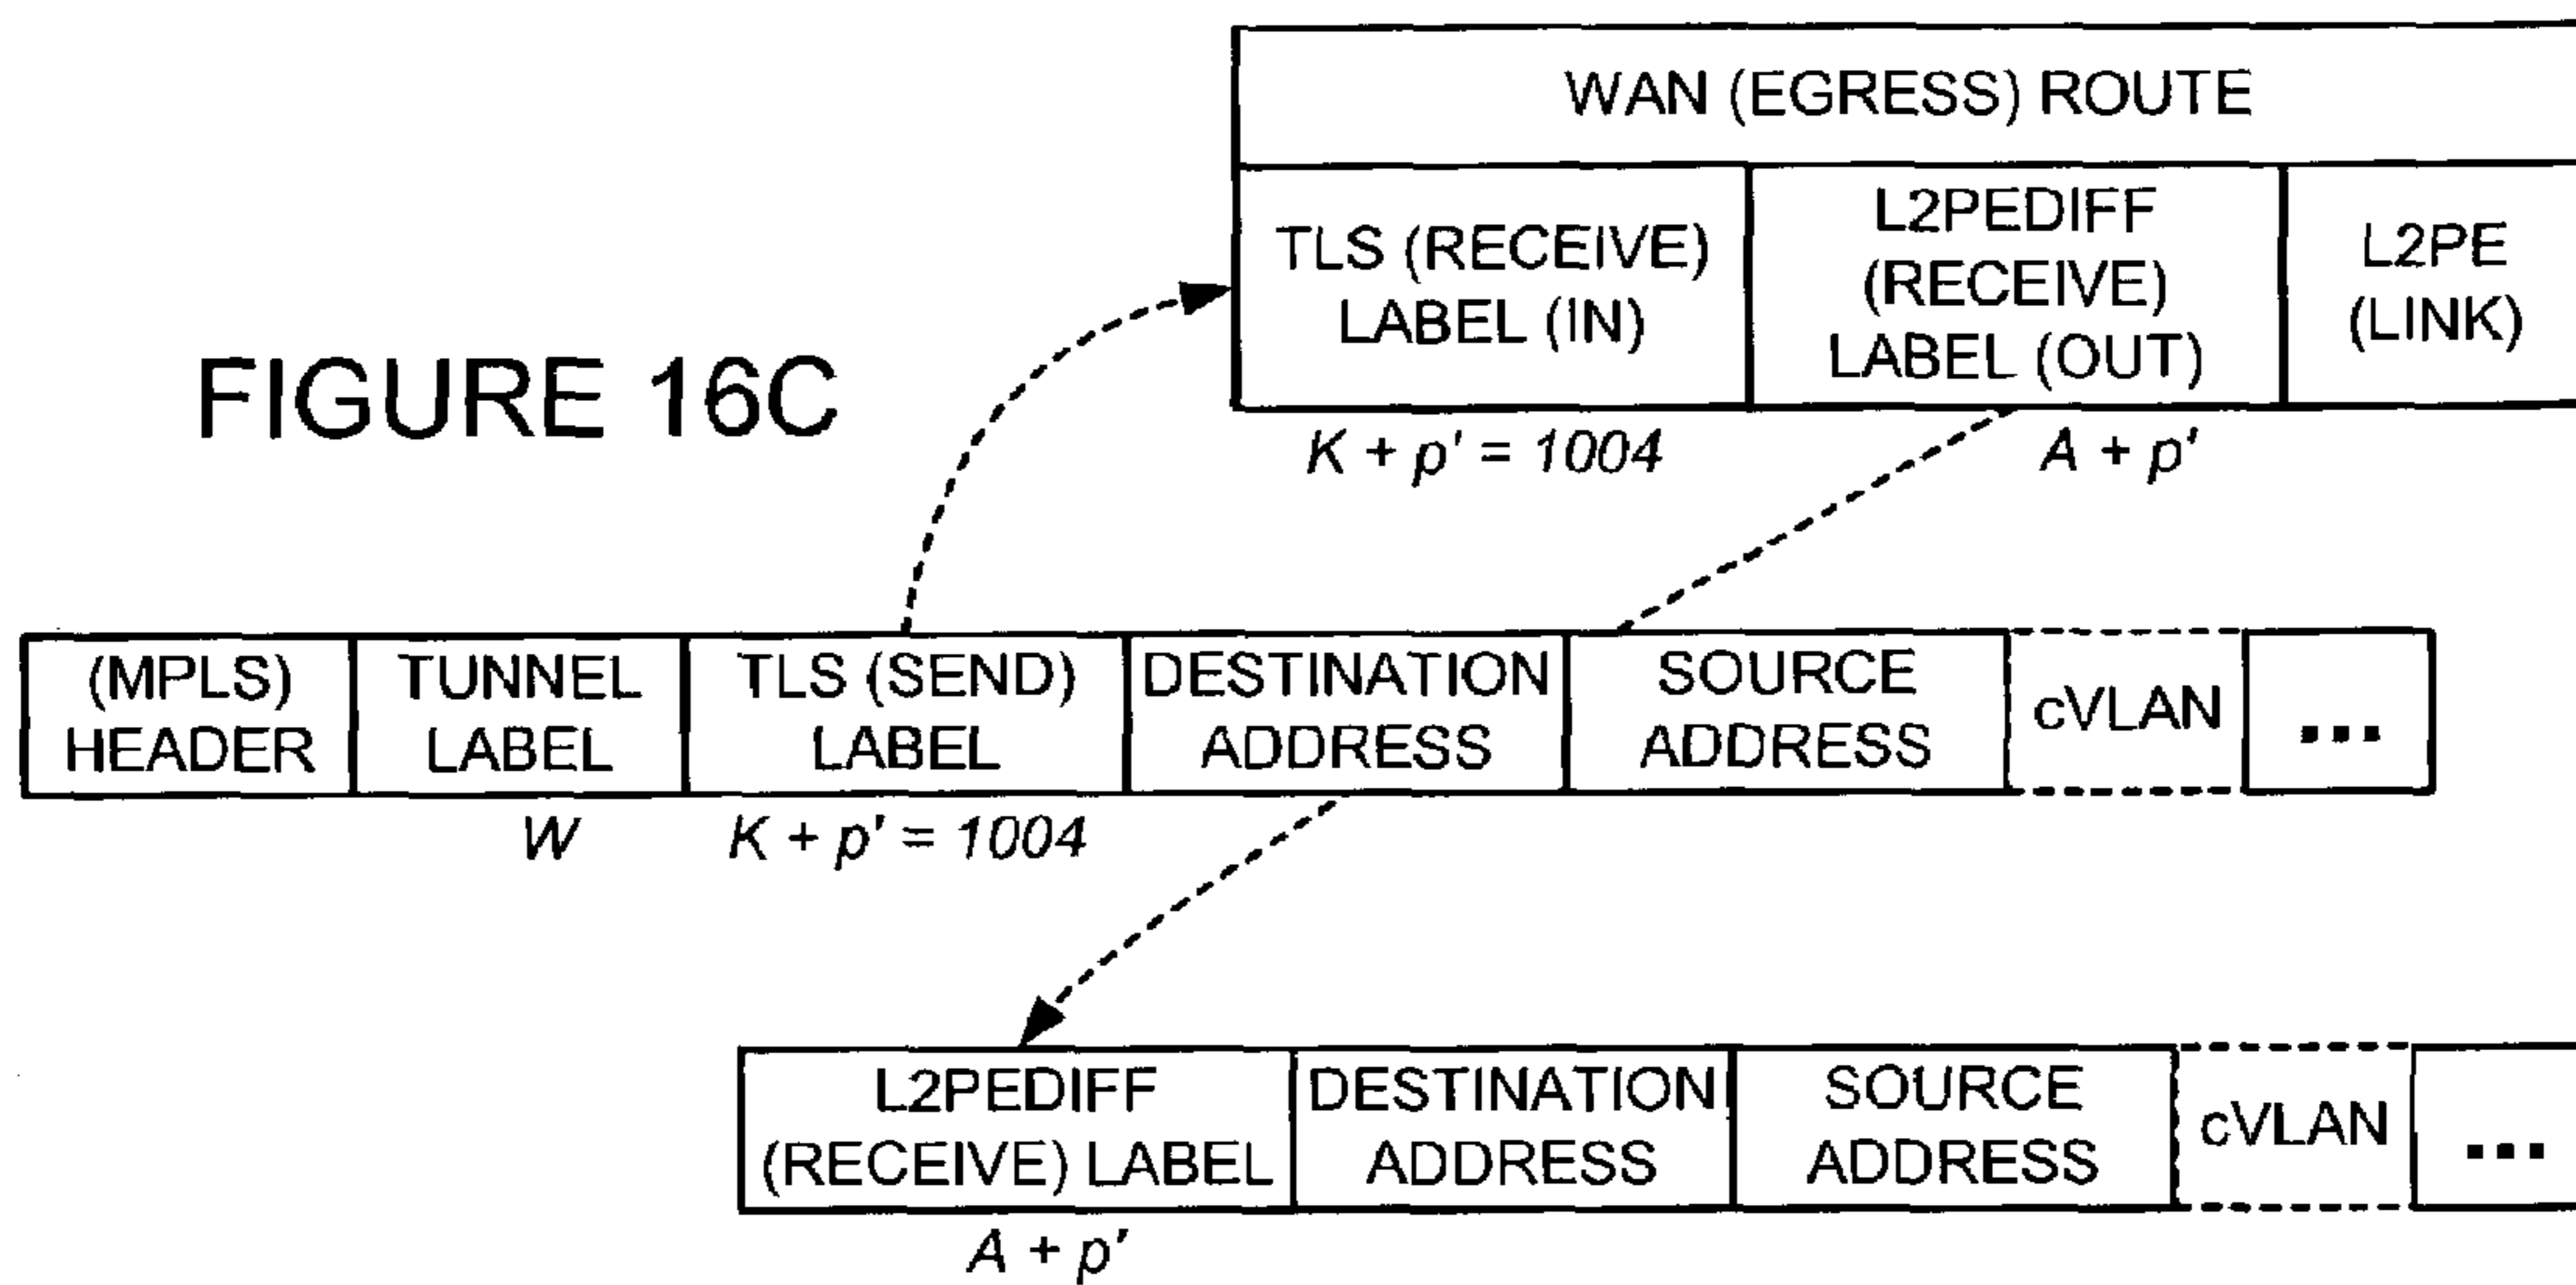 WAN (EGRESS) ROUTE
TLS (RECEIVE)
LABEL (IN)
L2PEDIFF
(RECEIVE)
LABEL (OUT)
L2PE
(LINK)
FIGURE 16C
K + p' = 1004
A + p'
(MPLS)
HEADER
TUNNEL
LABEL
TLS (SEND)
LABEL
DESTINATION
ADDRESS
SOURCE
ADDRESS
cVLAN
...
W
K + p' = 1004
L2PEDIFF
(RECEIVE) LABEL
DESTINATION
ADDRESS
SOURCE
ADDRESS
cVLAN
...
A + p'